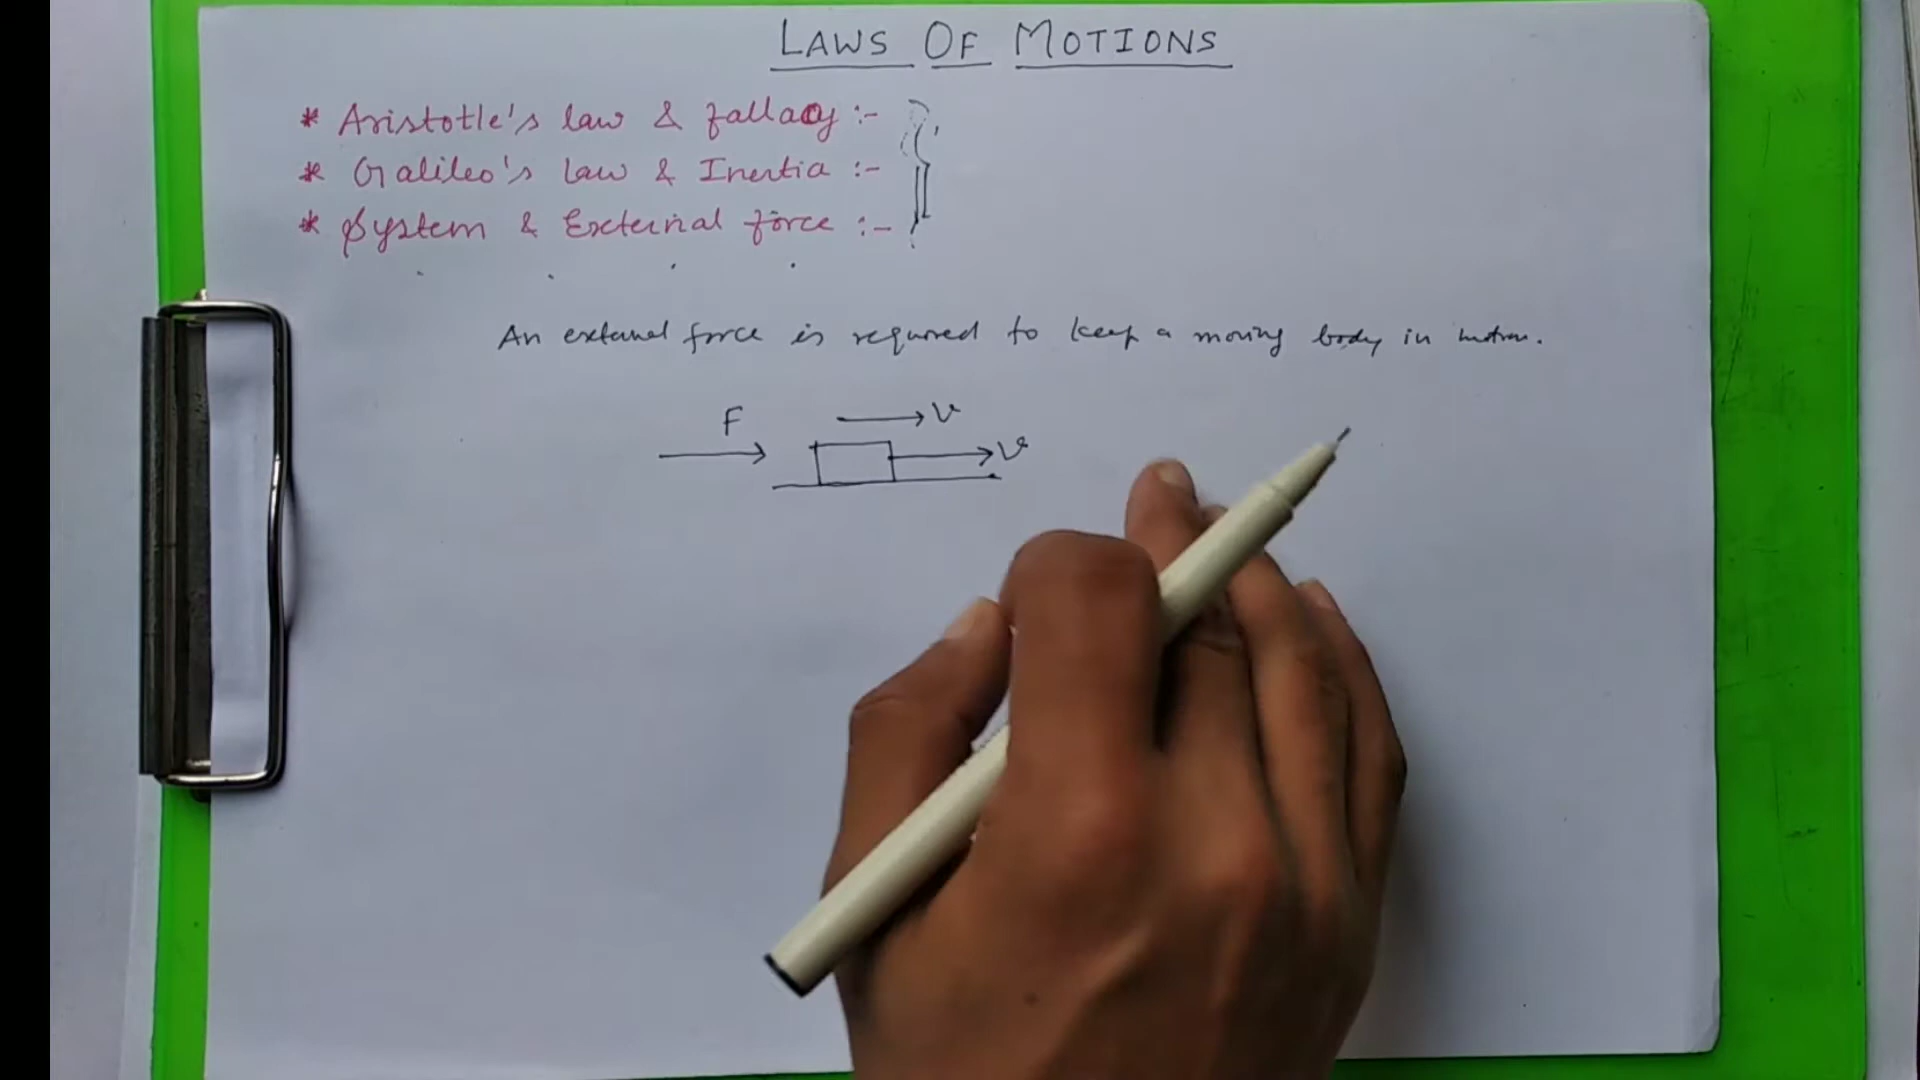 LAWS OF MOTIONS
* Aristotle's law & fallacy :-
* Galileo's law & Inertia :-
* System & External force :-
An external force is required to keep a moving body in motion.
F
V
V